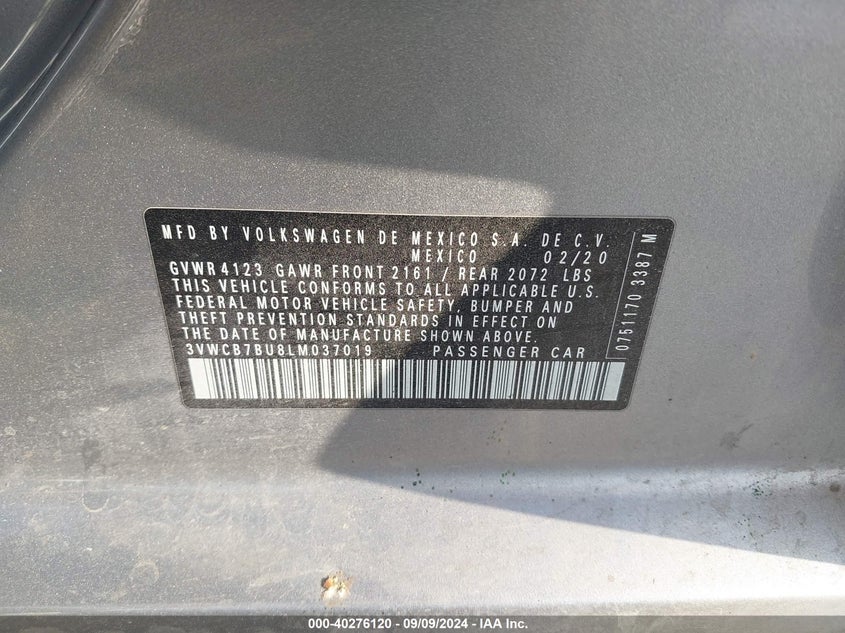 MFD BY VOLKSWAGEN DE MEXICO S.A. DE C.V.
MEXICO 02/20
GVWR 4123 GAWR FRONT 2161 / REAR 2072 LBS
THIS VEHICLE CONFORMS TO ALL APPLICABLE U.S.
FEDERAL MOTOR VEHICLE SAFETY, BUMPER AND
THEFT PREVENTION STANDARDS IN EFFECT ON
THE DATE OF MANUFACTURE SHOWN ABOVE.
3VWCB7BU8LM037019 PASSENGER CAR
0751170 3387 M
000-40276120 - 09/09/2024 - IAA Inc.